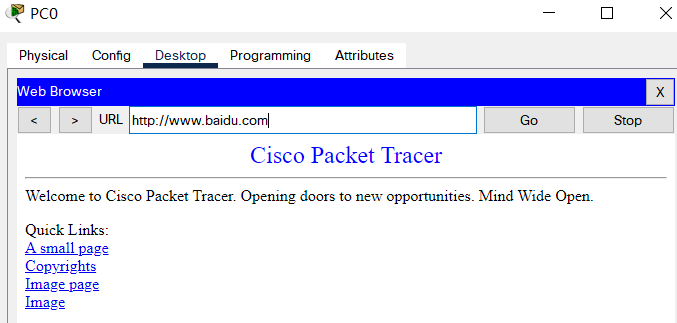 PC0
Physical Config Desktop Programming Attributes
Web Browser X
< > URL http://www.baidu.com Go Stop
Cisco Packet Tracer
Welcome to Cisco Packet Tracer. Opening doors to new opportunities. Mind Wide Open.
Quick Links:
A small page
Copyrights
Image page
Image